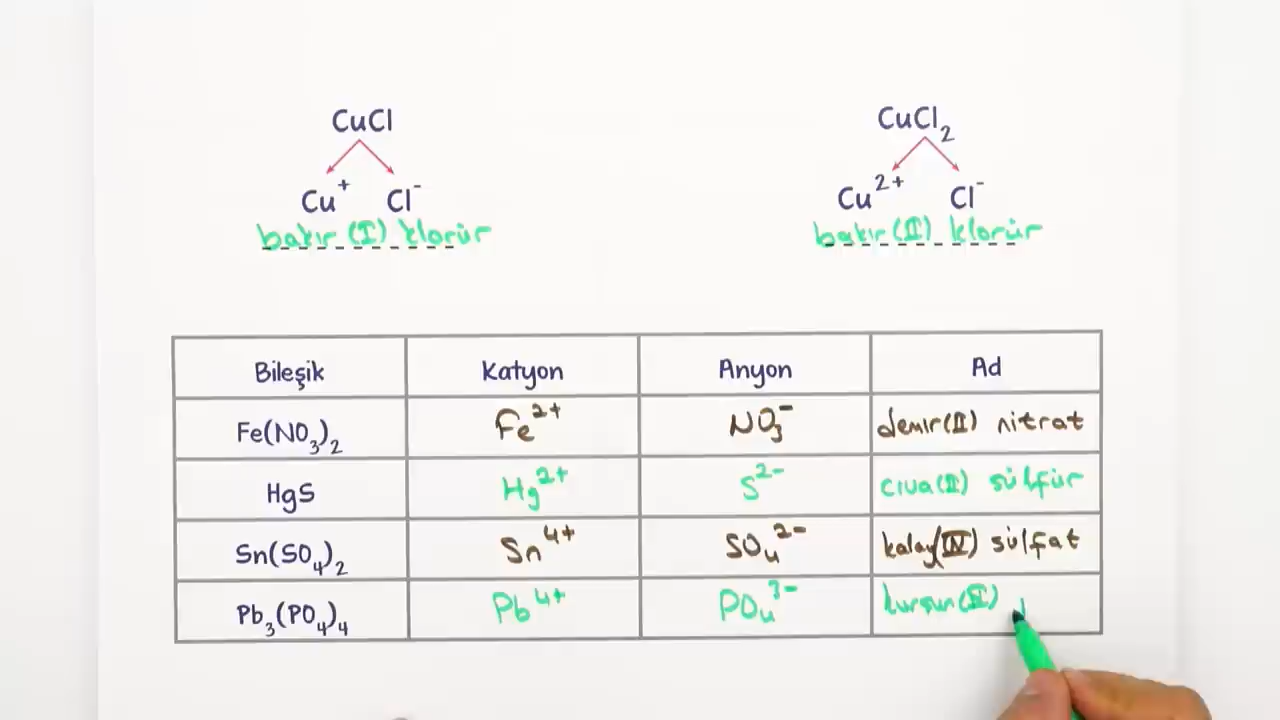 CuCl CuCl₂
Cu⁺ Cl⁻ Cu²⁺ Cl⁻
bakır (I) klorür bakır (II) klorür
Bileşik Katyon Anyon Ad
Fe(NO₃)₂ Fe²⁺ NO₃⁻ demir(II) nitrat
HgS Hg²⁺ S²⁻ cıva(II) sülfür
Sn(SO₄)₂ Sn⁴⁺ SO₄²⁻ kalay(IV) sülfat
Pb₃(PO₄)₄ Pb⁴⁺ PO₄³⁻ kurşun